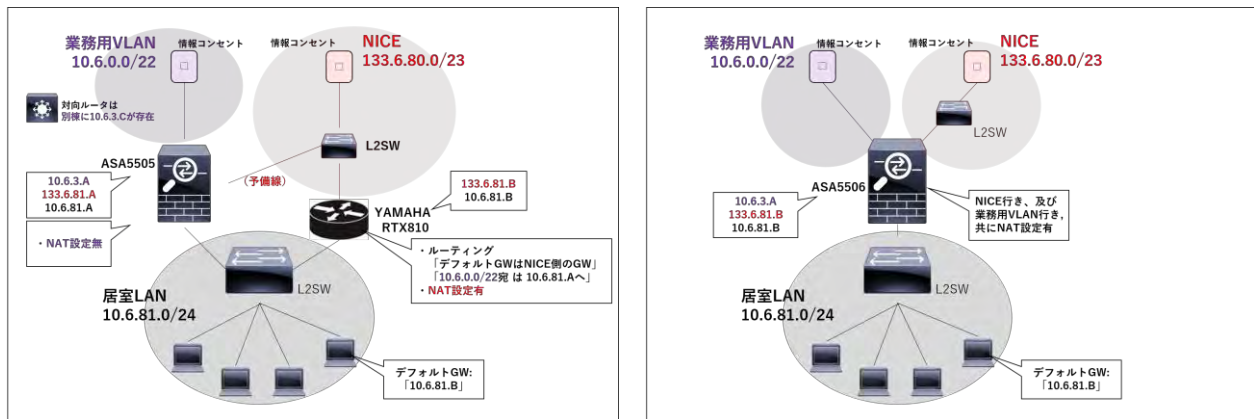 業務用VLAN
10.6.0.0/22
情報コンセント
情報コンセント
NICE
133.6.80.0/23
対向ルータは
別棟に10.6.3.Cが存在
L2SW
ASA5505
(予備線)
10.6.3.A
133.6.81.A
10.6.81.A
133.6.81.B
10.6.81.B
YAMAHA
RTX810
・NAT設定無
・ルーティング
「デフォルトGWはNICE側のGW」
「10.6.0.0/22宛 は 10.6.81.Aへ」
・NAT設定有
L2SW
居室LAN
10.6.81.0/24
デフォルトGW:
「10.6.81.B」
業務用VLAN
10.6.0.0/22
情報コンセント
情報コンセント
NICE
133.6.80.0/23
L2SW
ASA5506
10.6.3.A
133.6.81.B
10.6.81.B
NICE行き、及び
業務用VLAN行き,
共にNAT設定有
L2SW
居室LAN
10.6.81.0/24
デフォルトGW:
「10.6.81.B」